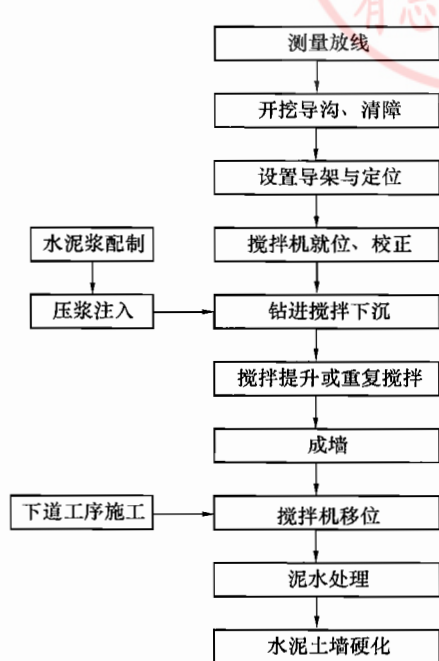 测量放线
开挖导沟、清障
设置导架与定位
水泥浆配制
搅拌机就位、校正
压浆注入
钻进搅拌下沉
搅拌提升或重复搅拌
成墙
下道工序施工
搅拌机移位
泥水处理
水泥土墙硬化